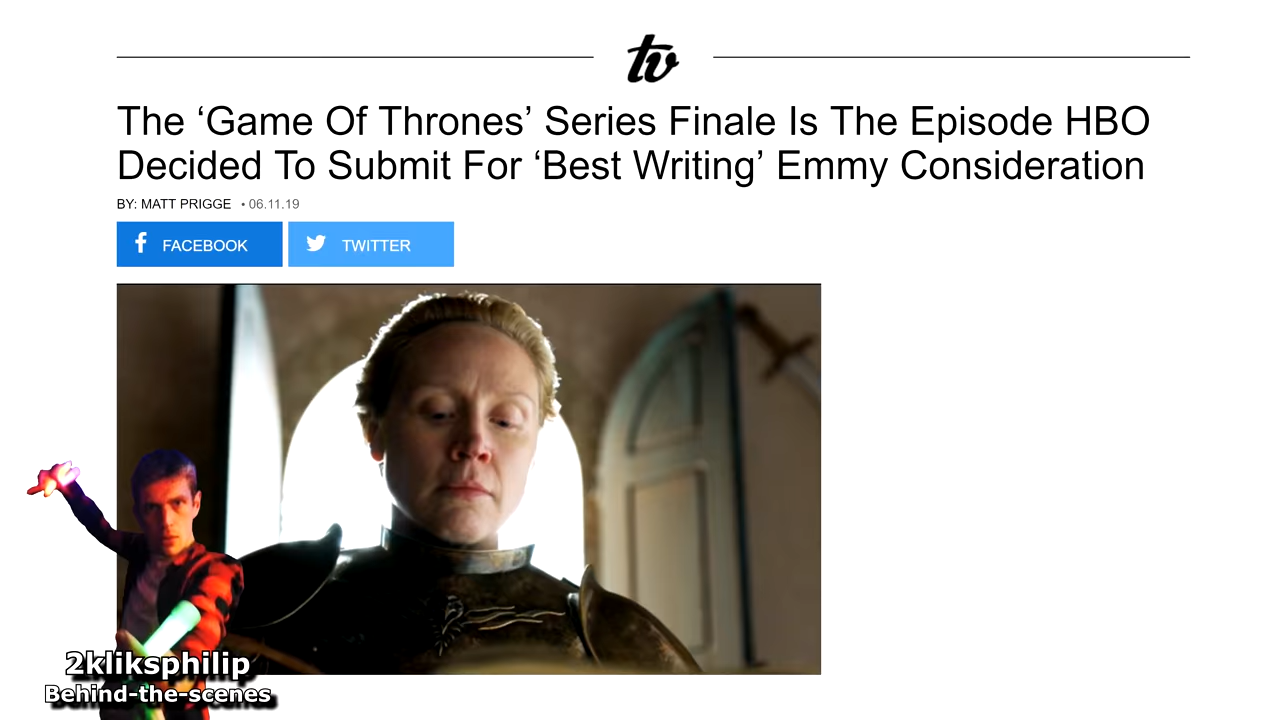 tv
The ‘Game Of Thrones’ Series Finale Is The Episode HBO
Decided To Submit For ‘Best Writing’ Emmy Consideration
BY: MATT PRIGGE • 06.11.19
FACEBOOK TWITTER
2kliksphilip
Behind-the-scenes